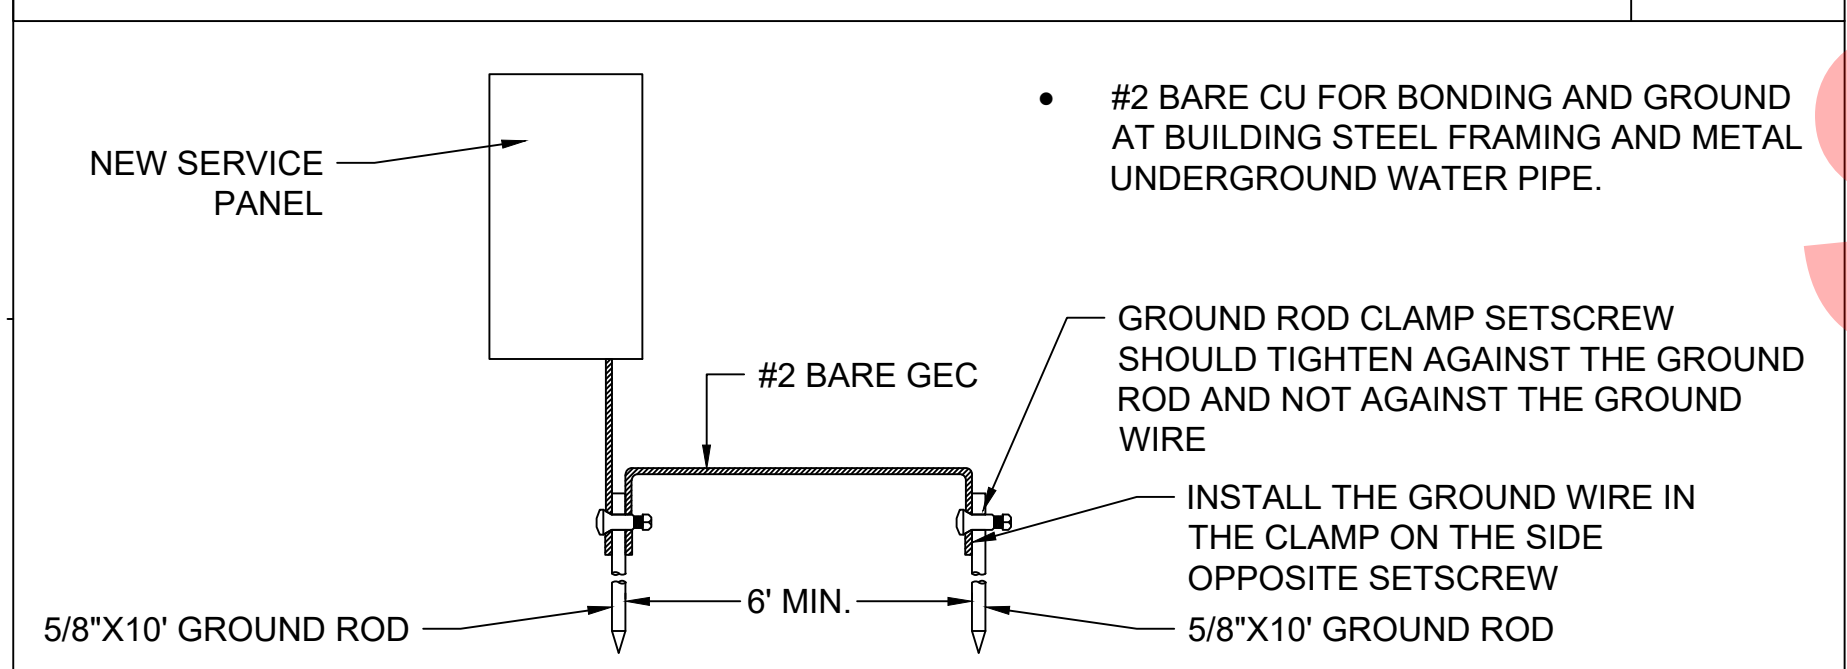 NEW SERVICE
PANEL
• #2 BARE CU FOR BONDING AND GROUND
AT BUILDING STEEL FRAMING AND METAL
UNDERGROUND WATER PIPE.
GROUND ROD CLAMP SETSCREW
SHOULD TIGHTEN AGAINST THE GROUND
ROD AND NOT AGAINST THE GROUND
WIRE
#2 BARE GEC
INSTALL THE GROUND WIRE IN
THE CLAMP ON THE SIDE
OPPOSITE SETSCREW
6' MIN.
5/8"X10' GROUND ROD
5/8"X10' GROUND ROD